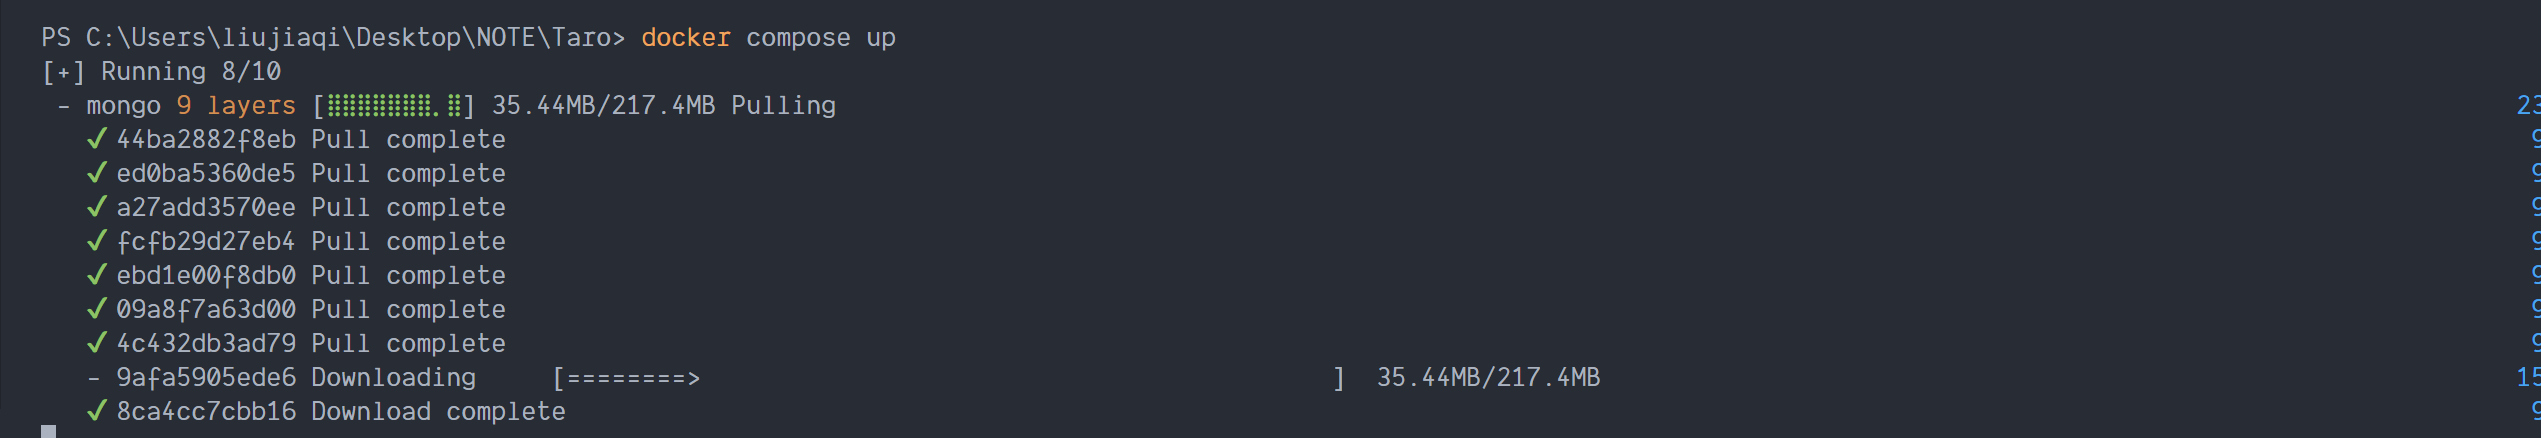 PS C:\Users\liujiaqi\Desktop\NOTE\Taro> docker compose up
[+] Running 8/10
- mongo 9 layers [⣿⣿⣿⣿⣿⣿⣿.⣿] 35.44MB/217.4MB Pulling 23
✔ 44ba2882f8eb Pull complete 9
✔ ed0ba5360de5 Pull complete 9
✔ a27add3570ee Pull complete 9
✔ fcfb29d27eb4 Pull complete 9
✔ ebd1e00f8db0 Pull complete 9
✔ 09a8f7a63d00 Pull complete 9
✔ 4c432db3ad79 Pull complete 9
- 9afa5905ede6 Downloading [========> ] 35.44MB/217.4MB 15
✔ 8ca4cc7cbb16 Download complete 9